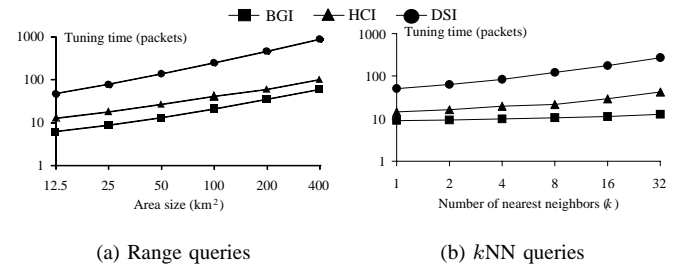 BGI HCI DSI
Tuning time (packets)
1000
100
10
1
12.5 25 50 100 200 400
Area size (km²)
(a) Range queries
Tuning time (packets)
1000
100
10
1
1 2 4 8 16 32
Number of nearest neighbors (k)
(b) kNN queries